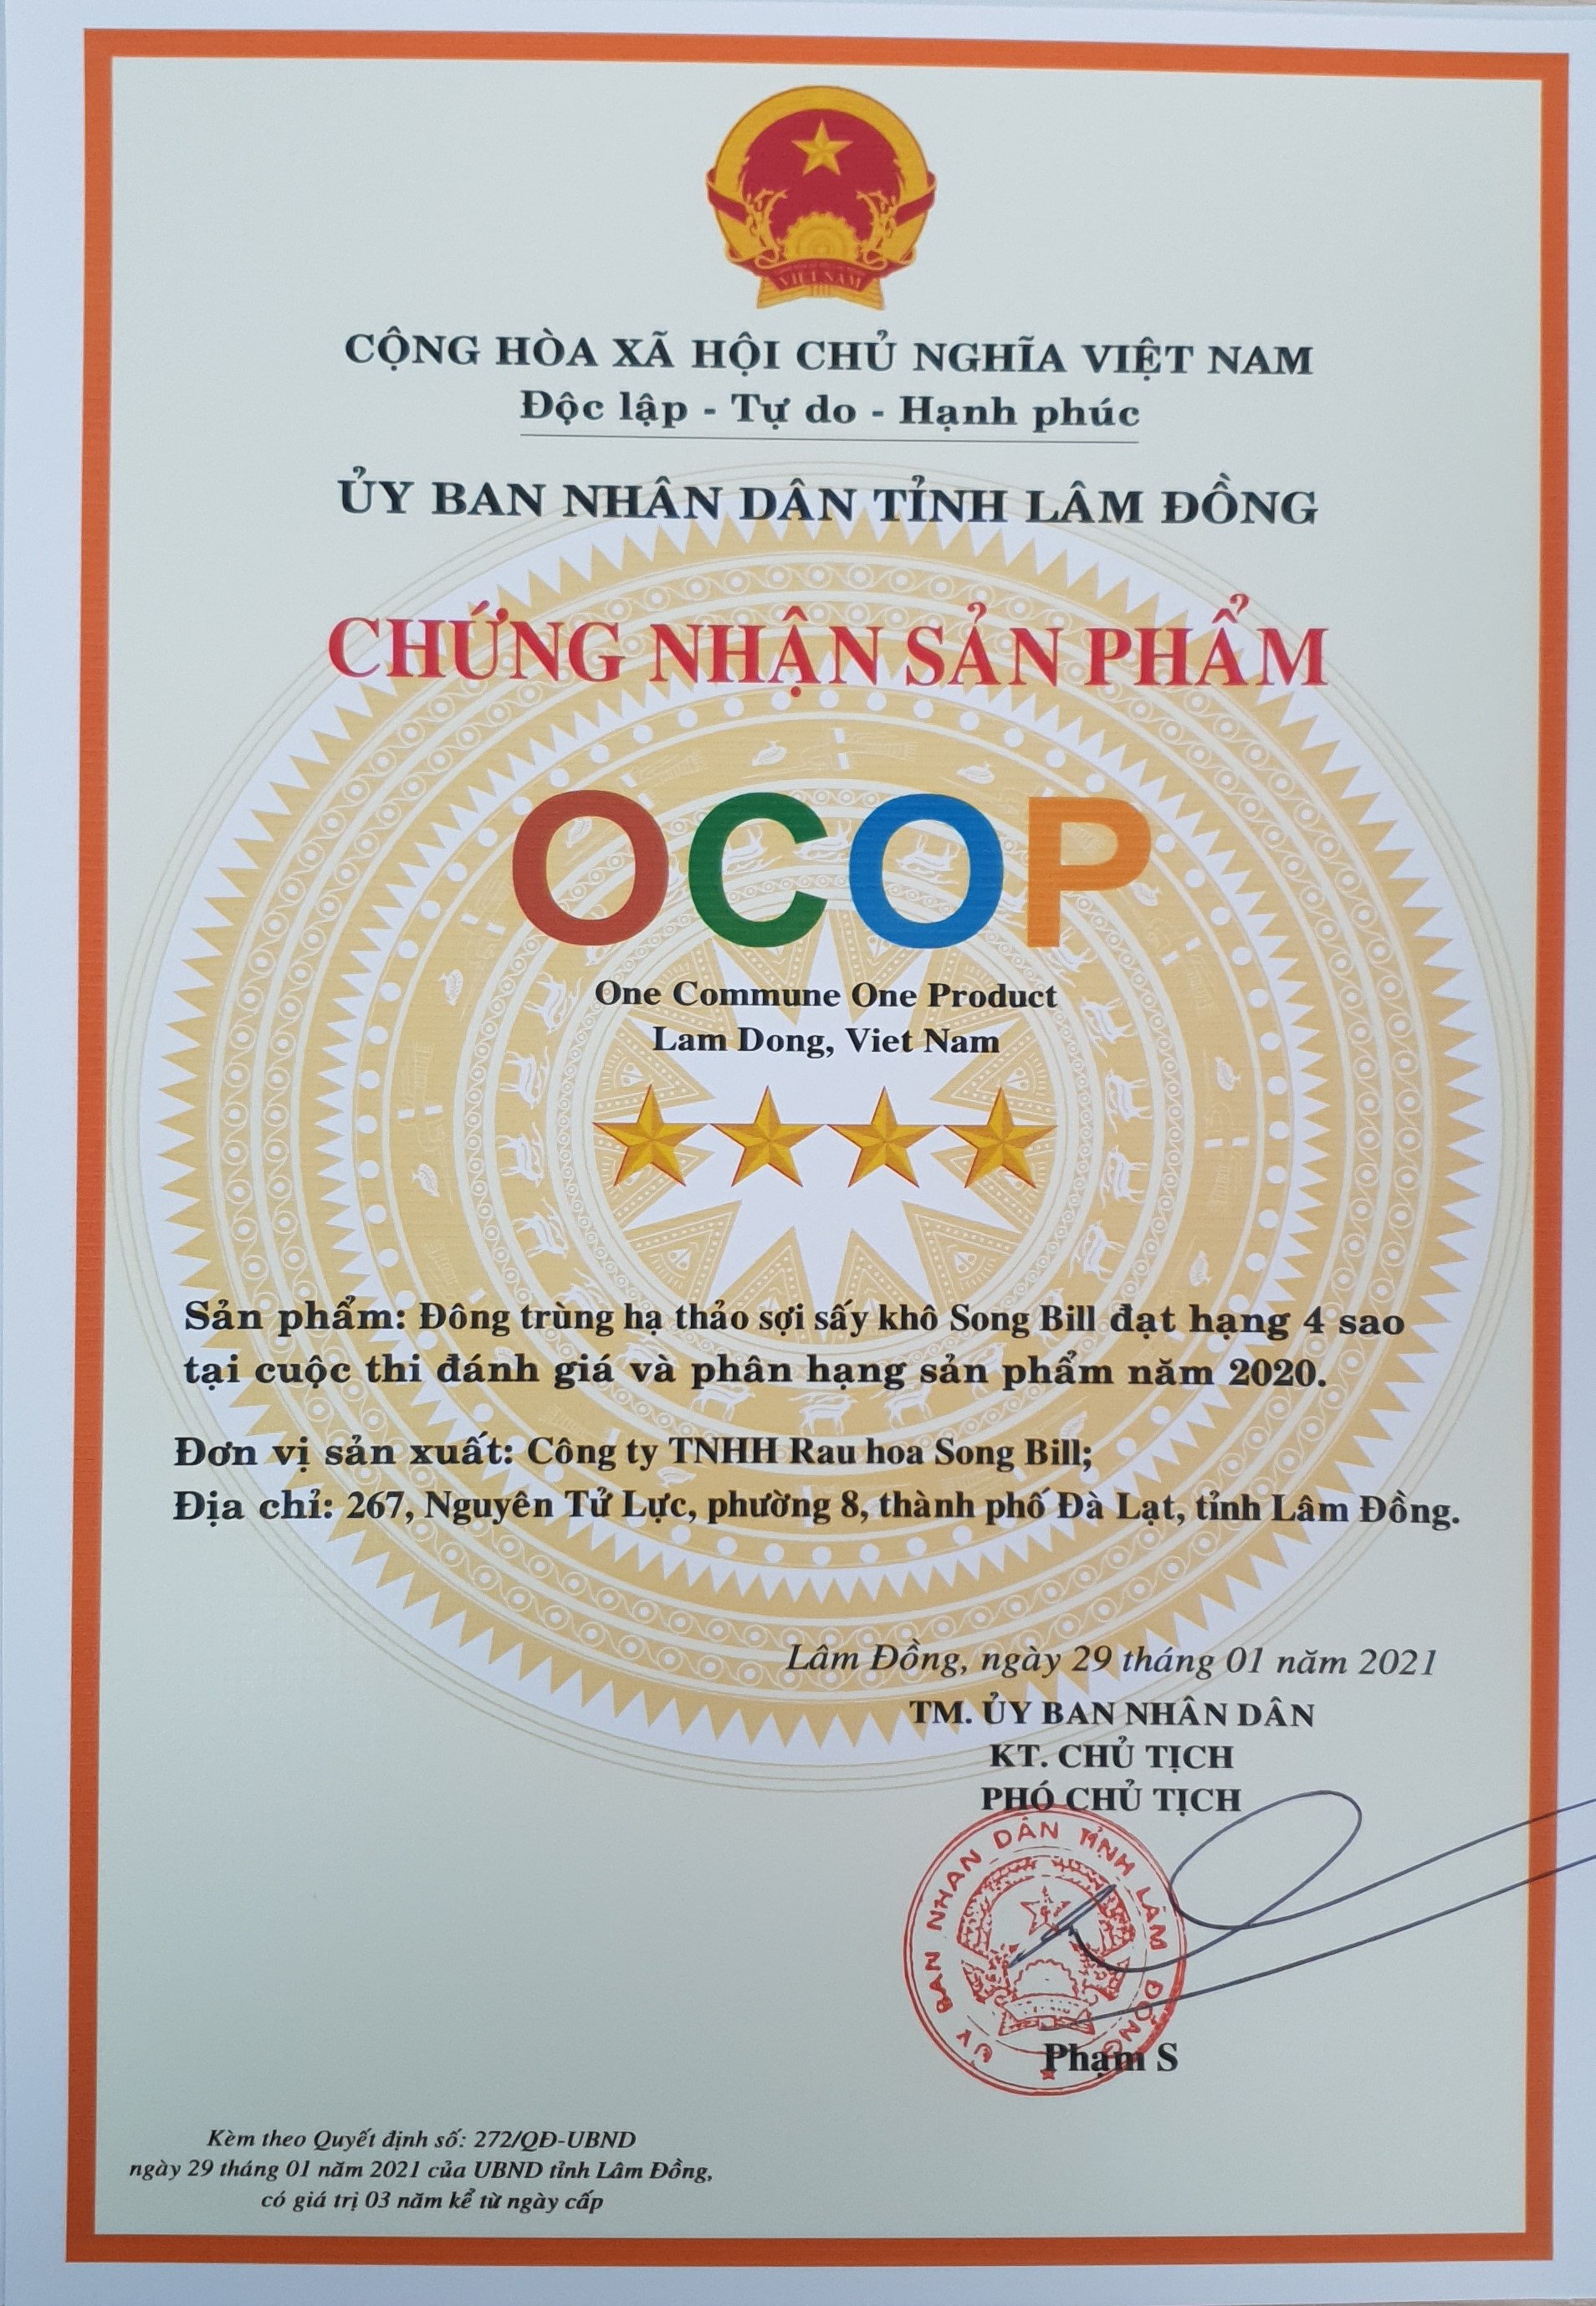 VIỆT NAM
CỘNG HÒA XÃ HỘI CHỦ NGHĨA VIỆT NAM
Độc lập - Tự do - Hạnh phúc
ỦY BAN NHÂN DÂN TỈNH LÂM ĐỒNG
CHỨNG NHẬN SẢN PHẨM
OCOP
One Commune One Product
Lam Dong, Viet Nam
Sản phẩm: Đông trùng hạ thảo sợi sấy khô Song Bill đạt hạng 4 sao
tại cuộc thi đánh giá và phân hạng sản phẩm năm 2020.
Đơn vị sản xuất: Công ty TNHH Rau hoa Song Bill;
Địa chỉ: 267, Nguyên Tử Lực, phường 8, thành phố Đà Lạt, tỉnh Lâm Đồng.
Lâm Đồng, ngày 29 tháng 01 năm 2021
TM. ỦY BAN NHÂN DÂN
KT. CHỦ TỊCH
PHÓ CHỦ TỊCH
ỦY BAN NHÂN DÂN TỈNH LÂM ĐỒNG
Phạm S
Kèm theo Quyết định số: 272/QĐ-UBND
ngày 29 tháng 01 năm 2021 của UBND tỉnh Lâm Đồng,
có giá trị 03 năm kể từ ngày cấp